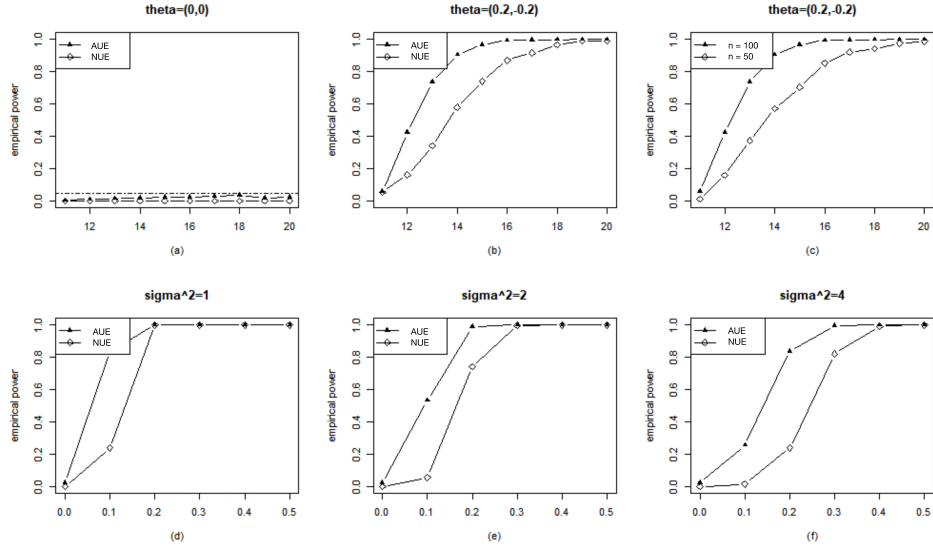 theta=(0,0)
AUE
NUE
empirical power
0.0 0.2 0.4 0.6 0.8 1.0
12 14 16 18 20
(a)
theta=(0.2,-0.2)
AUE
NUE
empirical power
0.0 0.2 0.4 0.6 0.8 1.0
12 14 16 18 20
(b)
theta=(0.2,-0.2)
n = 100
n = 50
empirical power
0.0 0.2 0.4 0.6 0.8 1.0
12 14 16 18 20
(c)
sigma^2=1
AUE
NUE
empirical power
0.0 0.2 0.4 0.6 0.8 1.0
0.0 0.1 0.2 0.3 0.4 0.5
(d)
sigma^2=2
AUE
NUE
empirical power
0.0 0.2 0.4 0.6 0.8 1.0
0.0 0.1 0.2 0.3 0.4 0.5
(e)
sigma^2=4
AUE
NUE
empirical power
0.0 0.2 0.4 0.6 0.8 1.0
0.0 0.1 0.2 0.3 0.4 0.5
(f)